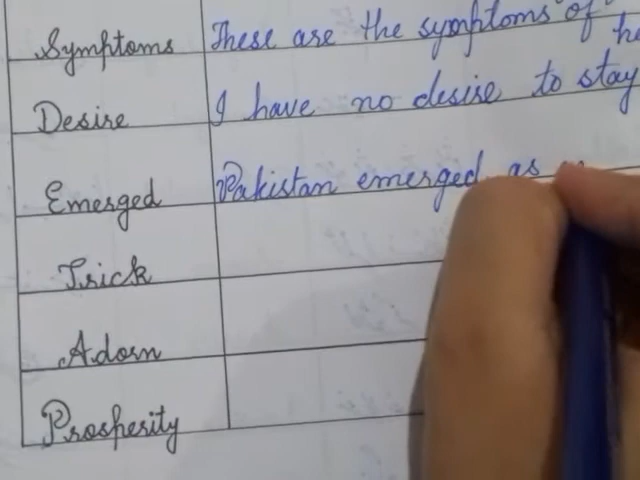 Symptoms These are the symptoms of
Desire I have no desire to stay
Emerged Pakistan emerged as
Trick
Adorn
Prosperity